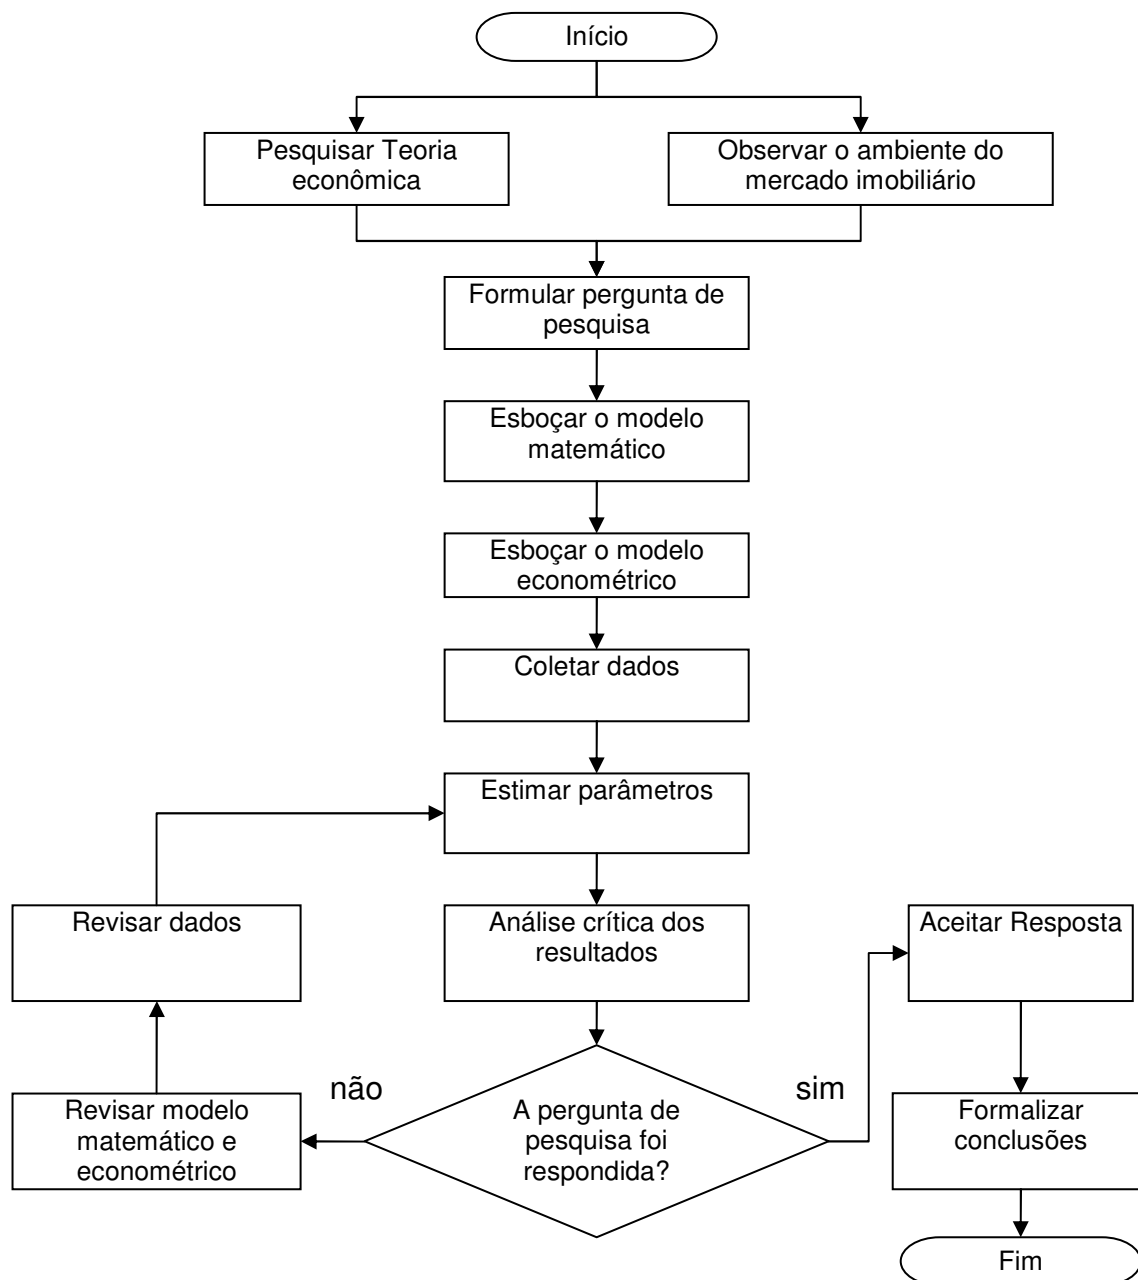 Início
Pesquisar Teoria
econômica
Observar o ambiente do
mercado imobiliário
Formular pergunta de
pesquisa
Esboçar o modelo
matemático
Esboçar o modelo
econométrico
Coletar dados
Estimar parâmetros
Revisar dados
Análise crítica dos
resultados
Aceitar Resposta
não
sim
Revisar modelo
matemático e
econométrico
A pergunta de
pesquisa foi
respondida?
Formalizar
conclusões
Fim